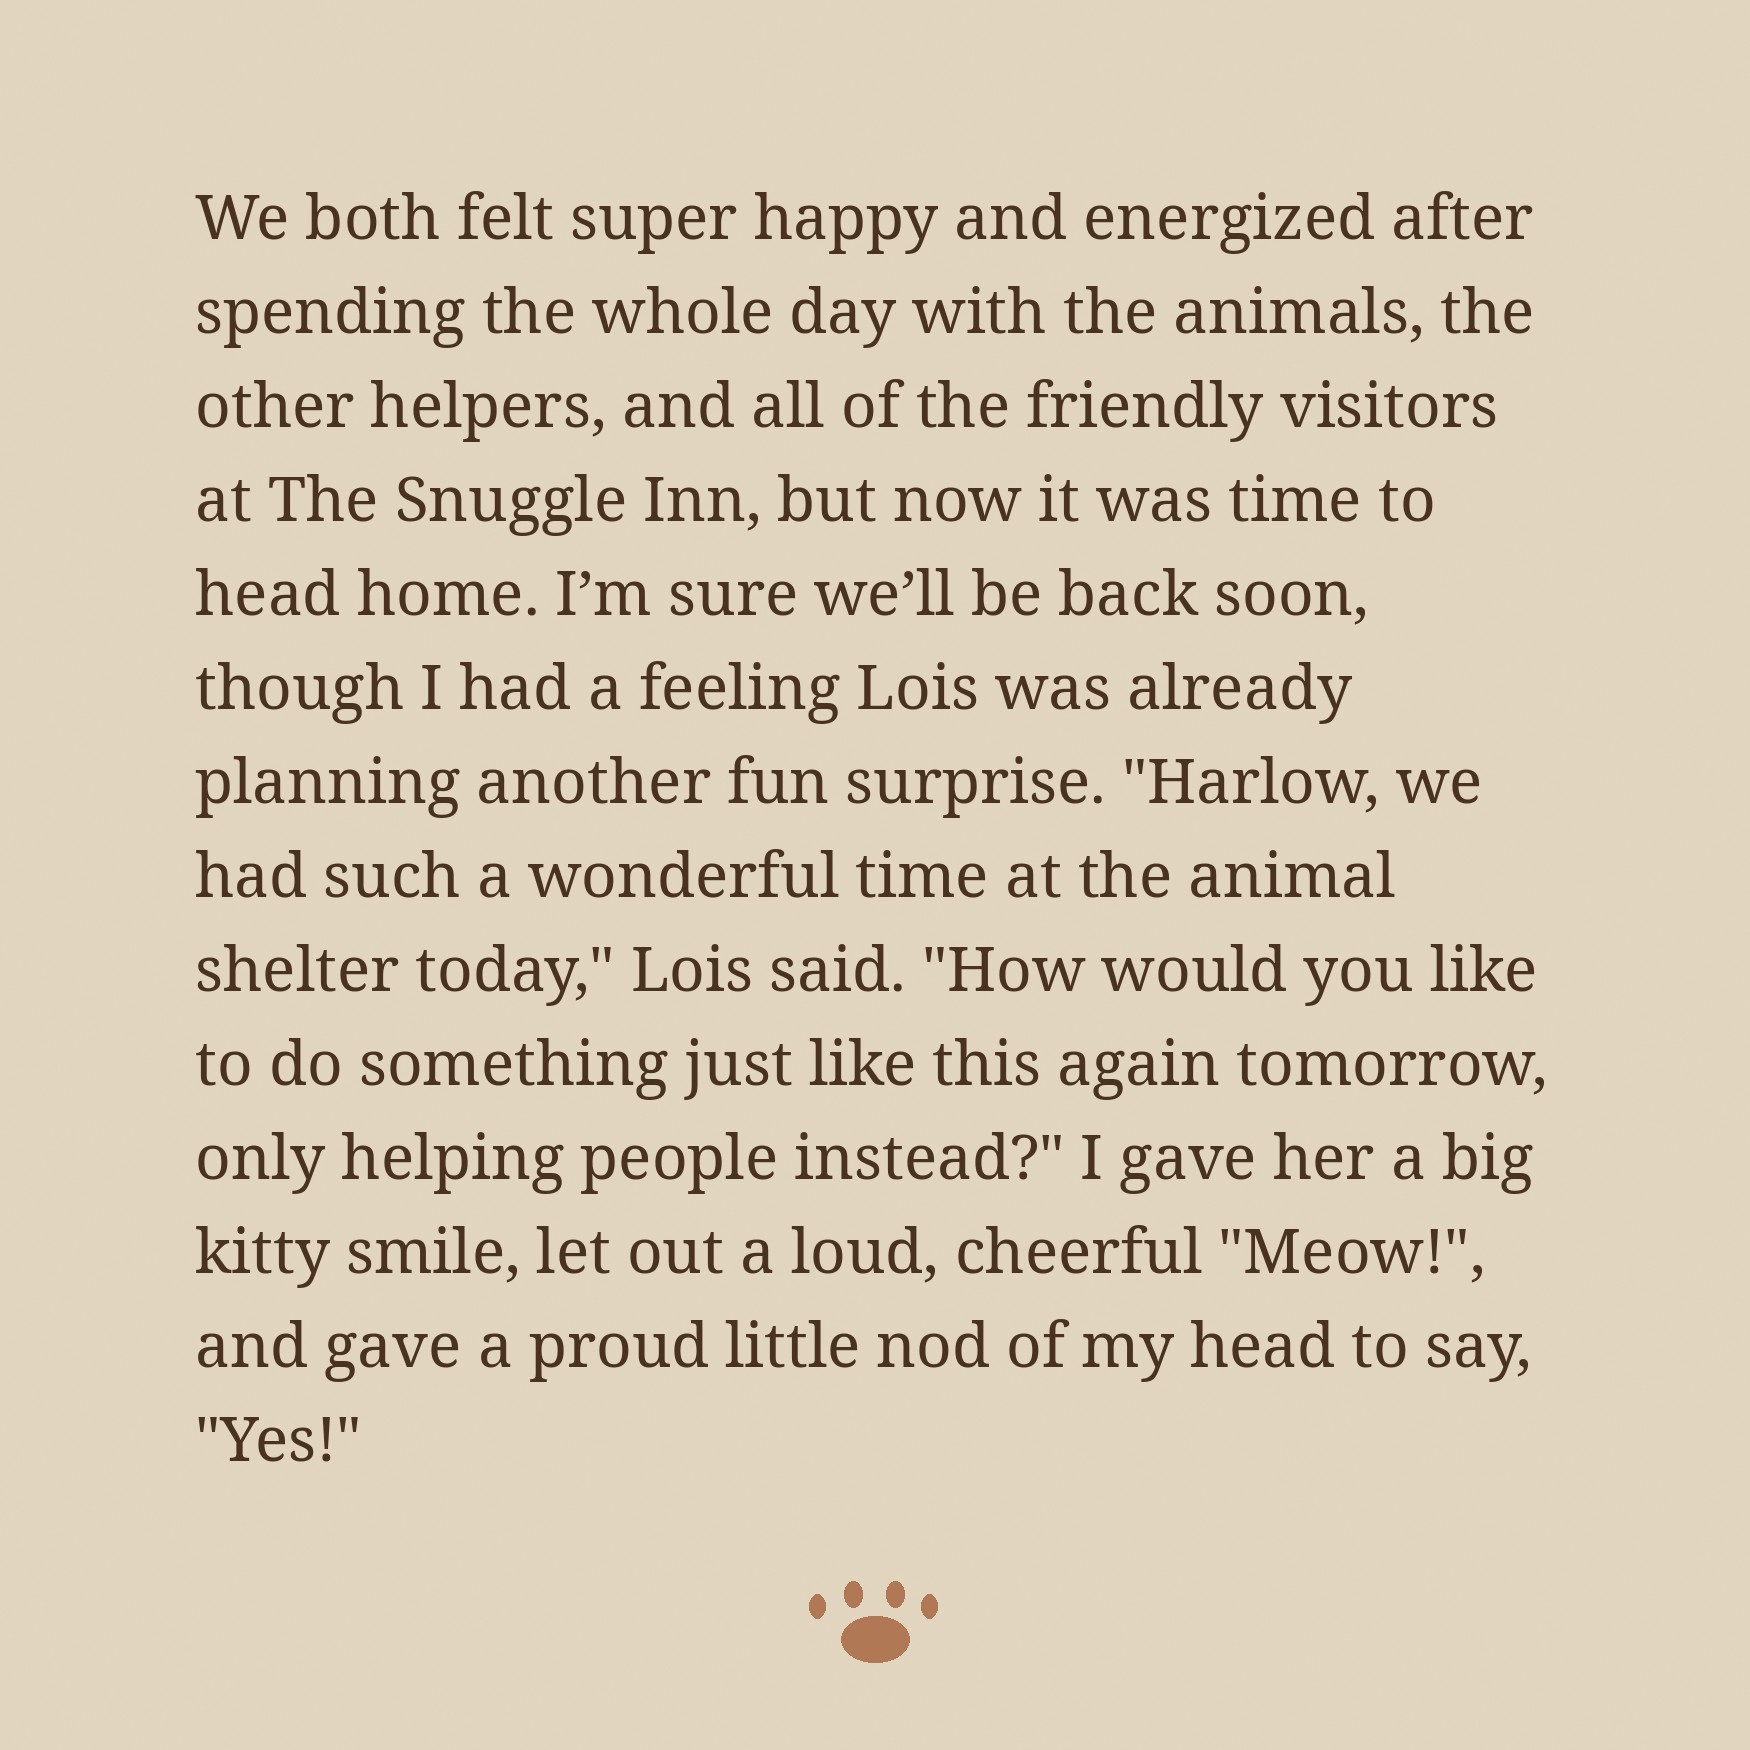 We both felt super happy and energized after
spending the whole day with the animals, the
other helpers, and all of the friendly visitors
at The Snuggle Inn, but now it was time to
head home. I’m sure we’ll be back soon,
though I had a feeling Lois was already
planning another fun surprise. "Harlow, we
had such a wonderful time at the animal
shelter today," Lois said. "How would you like
to do something just like this again tomorrow,
only helping people instead?" I gave her a big
kitty smile, let out a loud, cheerful "Meow!",
and gave a proud little nod of my head to say,
"Yes!"